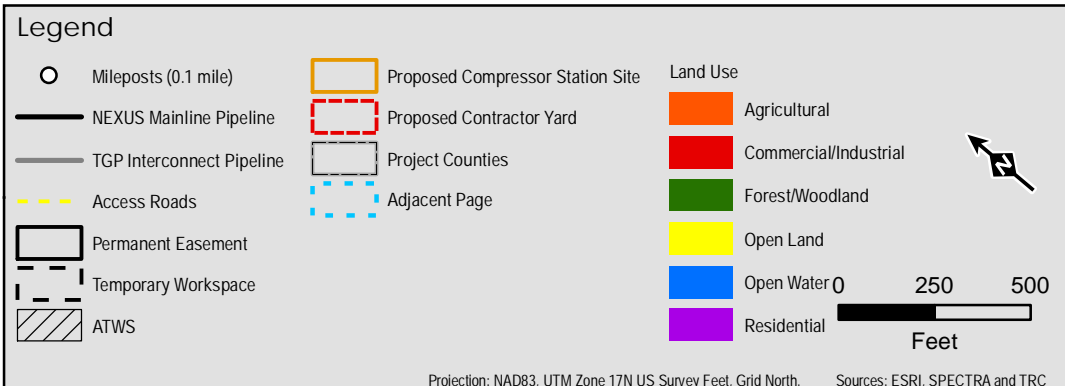 Legend
Mileposts (0.1 mile)
NEXUS Mainline Pipeline
TGP Interconnect Pipeline
Access Roads
Permanent Easement
Temporary Workspace
ATWS
Proposed Compressor Station Site
Proposed Contractor Yard
Project Counties
Adjacent Page
Land Use
Agricultural
Commercial/Industrial
Forest/Woodland
Open Land
Open Water
Residential
N
0 250 500
Feet
Projection: NAD83, UTM Zone 17N US Survey Feet, Grid North. Sources: ESRI, SPECTRA and TRC